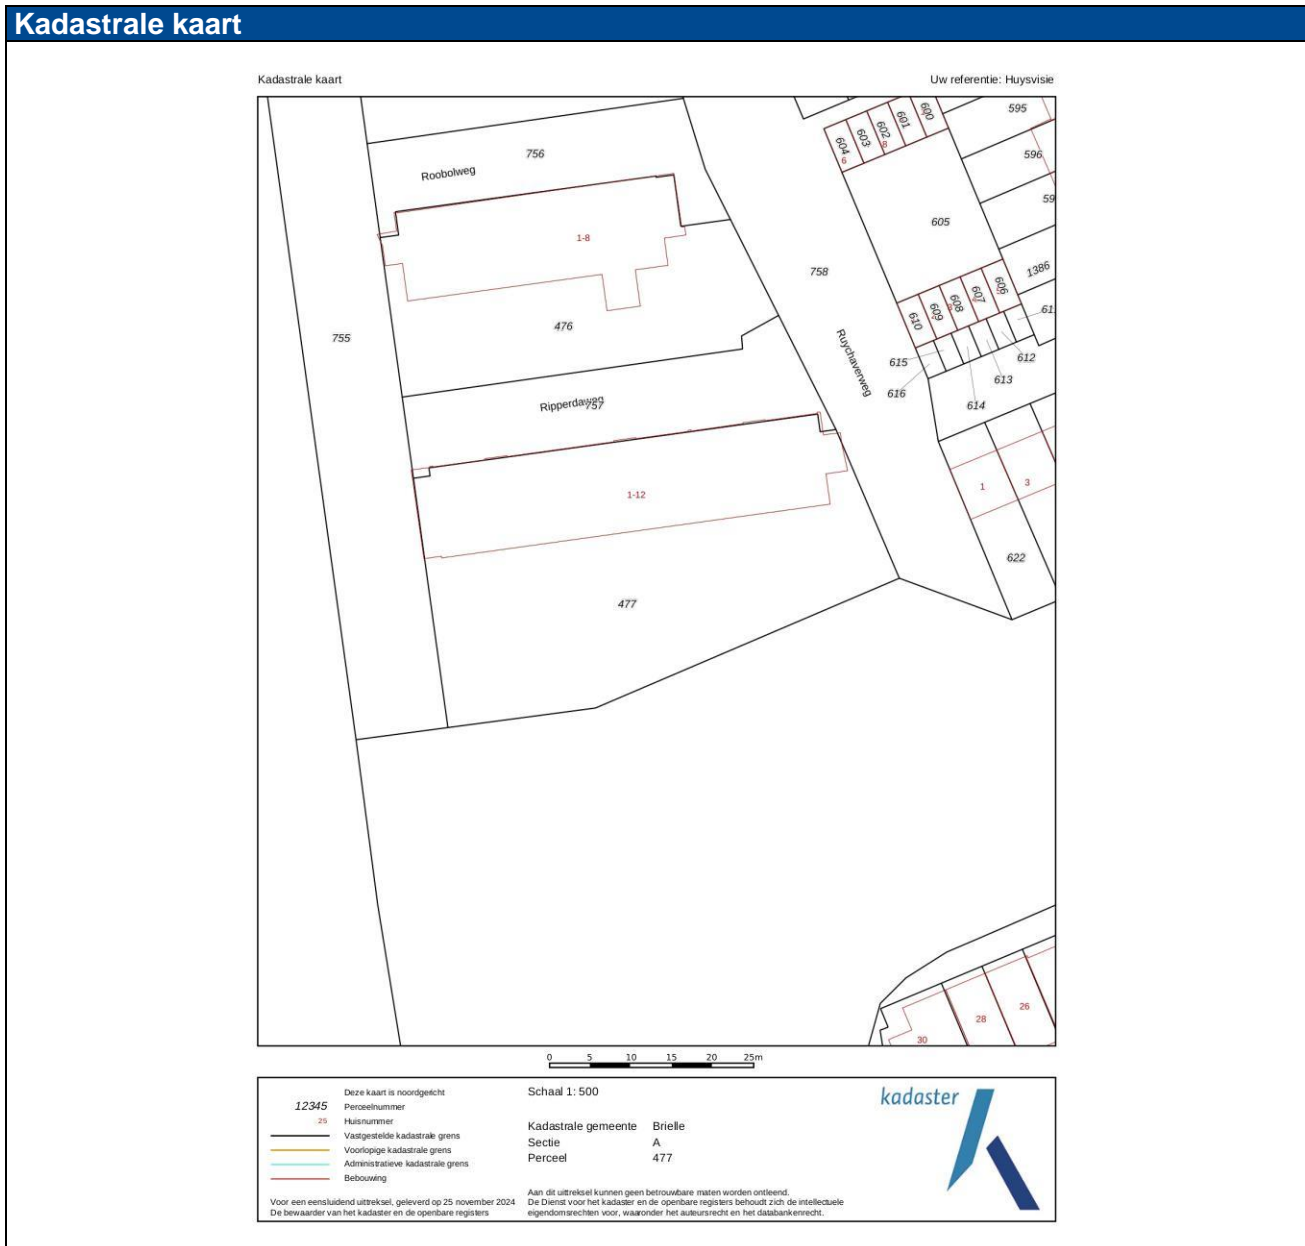 Kadastrale kaart
Kadastrale kaart
Uw referentie: Huysvisie
600
601
602
603
604
6
8
595
596
59
756
Roobolweg
1-8
605
758
1386
606
607
608
609
610
61
476
755
Ruychaverweg
615
616
612
613
614
Ripperdaweg
757
1-12
1
3
622
477
26
28
30
0 5 10 15 20 25m
Deze kaart is noordgericht
12345 Perceelnummer
25 Huisnummer
Vastgestelde kadastrale grens
Voorlopige kadastrale grens
Administratieve kadastrale grens
Bebouwing
Voor een eensluidend uittreksel, geleverd op 25 november 2024
De bewaarder van het kadaster en de openbare registers
Schaal 1: 500
Kadastrale gemeente Brielle
Sectie A
Perceel 477
Aan dit uittreksel kunnen geen betrouwbare maten worden ontleend.
De Dienst voor het kadaster en de openbare registers behoudt zich de intellectuele
eigendomsrechten voor, waaronder het auteursrecht en het databankenrecht.
kadaster